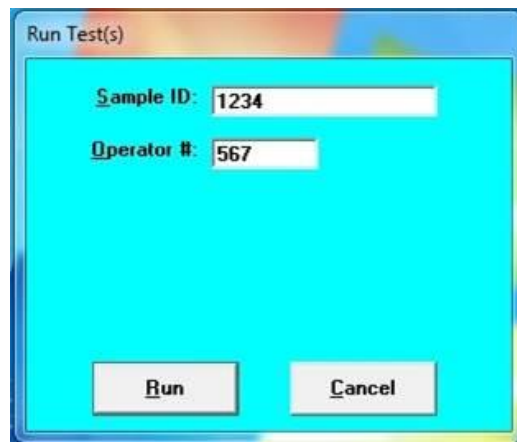 Run Test(s)
Sample ID: 1234
Operator #: 567
Run Cancel